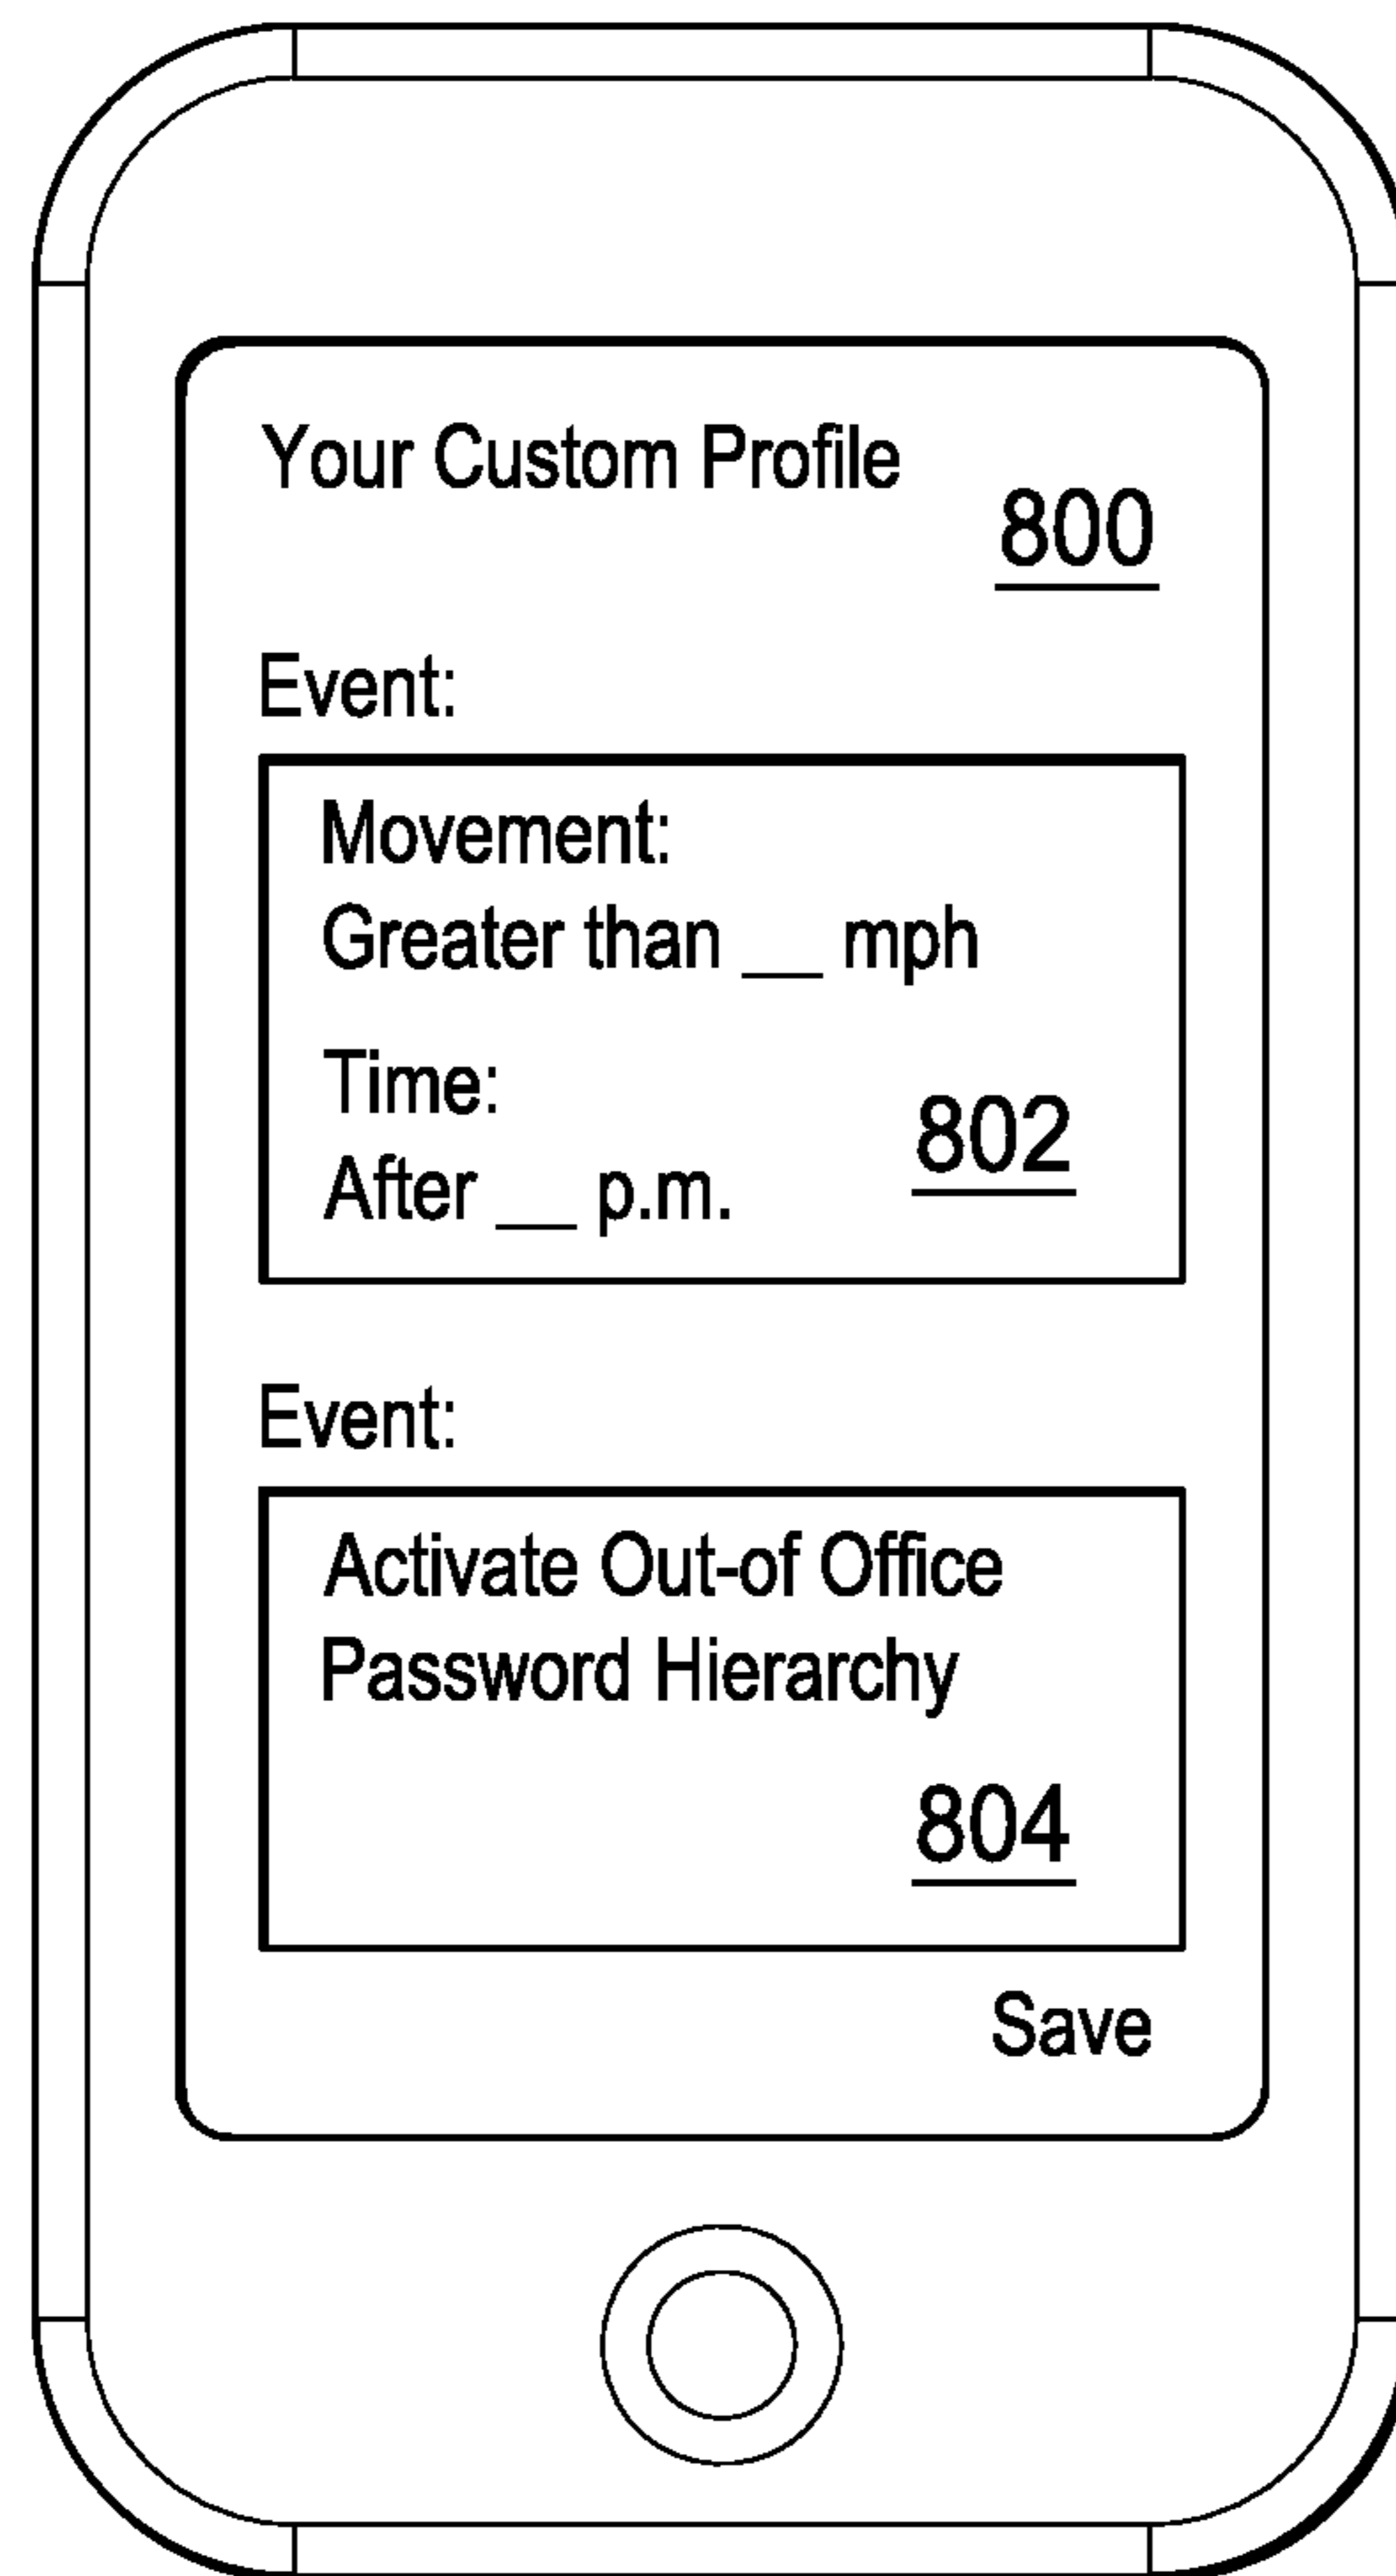 Your Custom Profile
800
Event:
Movement:
Greater than __ mph
Time:
802
After __ p.m.
Event:
Activate Out-of Office
Password Hierarchy
804
Save